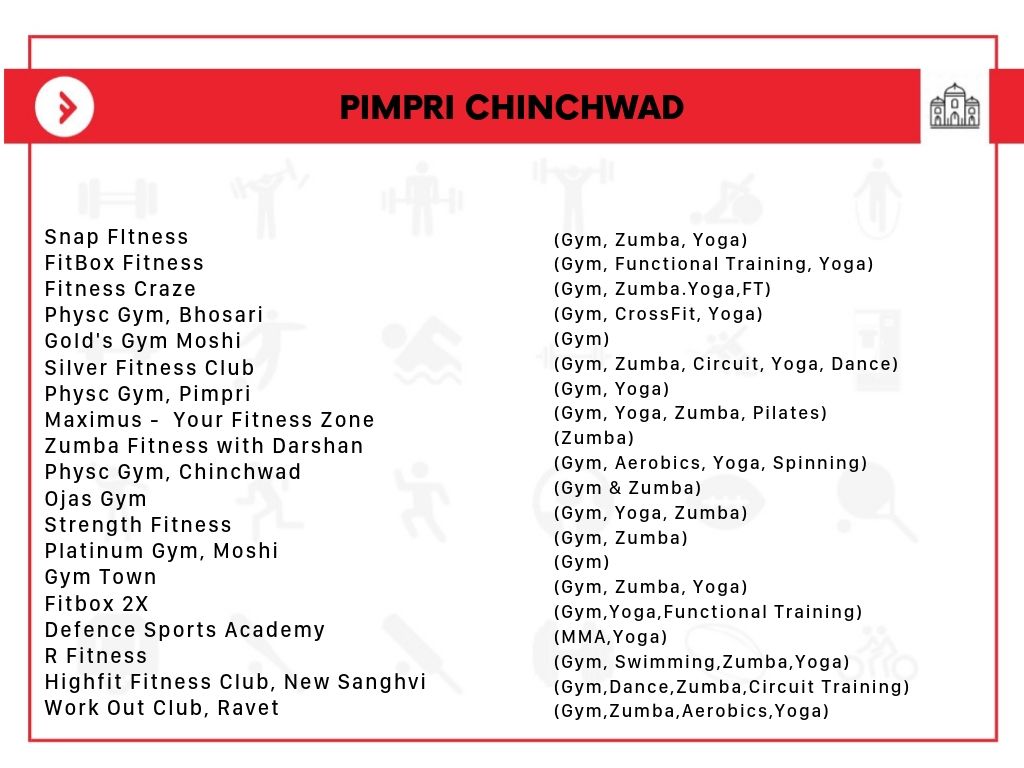 PIMPRI CHINCHWAD
Snap FItness
FitBox Fitness
Fitness Craze
Physc Gym, Bhosari
Gold's Gym Moshi
Silver Fitness Club
Physc Gym, Pimpri
Maximus - Your Fitness Zone
Zumba Fitness with Darshan
Physc Gym, Chinchwad
Ojas Gym
Strength Fitness
Platinum Gym, Moshi
Gym Town
Fitbox 2X
Defence Sports Academy
R Fitness
Highfit Fitness Club, New Sanghvi
Work Out Club, Ravet
(Gym, Zumba, Yoga)
(Gym, Functional Training, Yoga)
(Gym, Zumba.Yoga,FT)
(Gym, CrossFit, Yoga)
(Gym)
(Gym, Zumba, Circuit, Yoga, Dance)
(Gym, Yoga)
(Gym, Yoga, Zumba, Pilates)
(Zumba)
(Gym, Aerobics, Yoga, Spinning)
(Gym & Zumba)
(Gym, Yoga, Zumba)
(Gym, Zumba)
(Gym)
(Gym, Zumba, Yoga)
(Gym,Yoga,Functional Training)
(MMA,Yoga)
(Gym, Swimming,Zumba,Yoga)
(Gym,Dance,Zumba,Circuit Training)
(Gym,Zumba,Aerobics,Yoga)